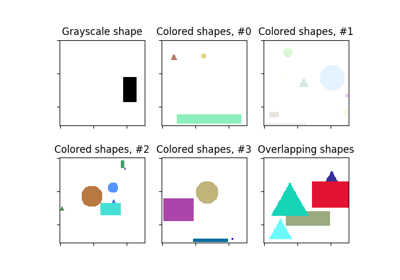 Grayscale shape
Colored shapes, #0
Colored shapes, #1
Colored shapes, #2
Colored shapes, #3
Overlapping shapes